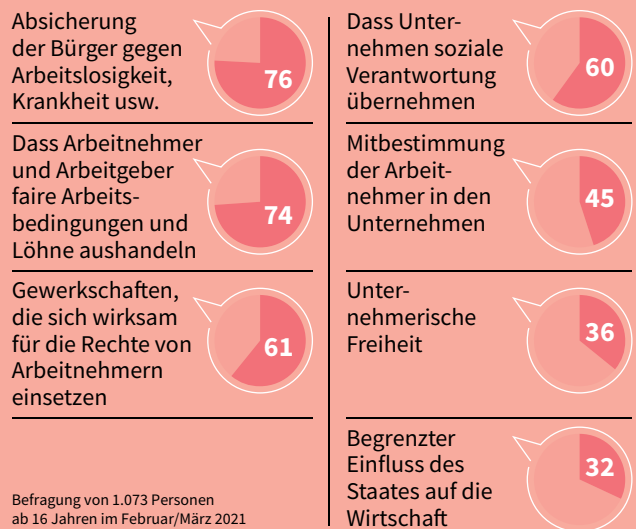 Absicherung
der Bürger gegen
Arbeitslosigkeit,
Krankheit usw.
76
Dass Arbeitnehmer
und Arbeitgeber
faire Arbeits-
bedingungen und
Löhne aushandeln
74
Gewerkschaften,
die sich wirksam
für die Rechte von
Arbeitnehmern
einsetzen
61
Befragung von 1.073 Personen
ab 16 Jahren im Februar/März 2021
Dass Unter-
nehmen soziale
Verantwortung
übernehmen
60
Mitbestimmung
der Arbeit-
nehmer in den
Unternehmen
45
Unter-
nehmerische
Freiheit
36
Begrenzter
Einfluss des
Staates auf die
Wirtschaft
32